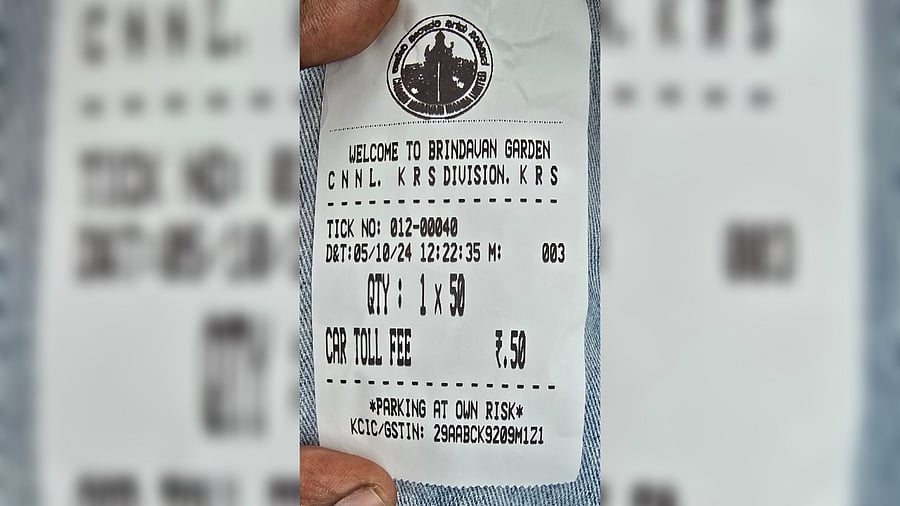 WELCOME TO BRINDAVAN GARDEN
C N N L. K R S DIVISION. K R S
TICK NO: 012-00040
D&T:05/10/24 12:22:35 M: 003
QTY : 1 x 50
CAR TOLL FEE ₹.50
*PARKING AT OWN RISK*
KCIC/GSTIN: 29AABCK9209M1Z1